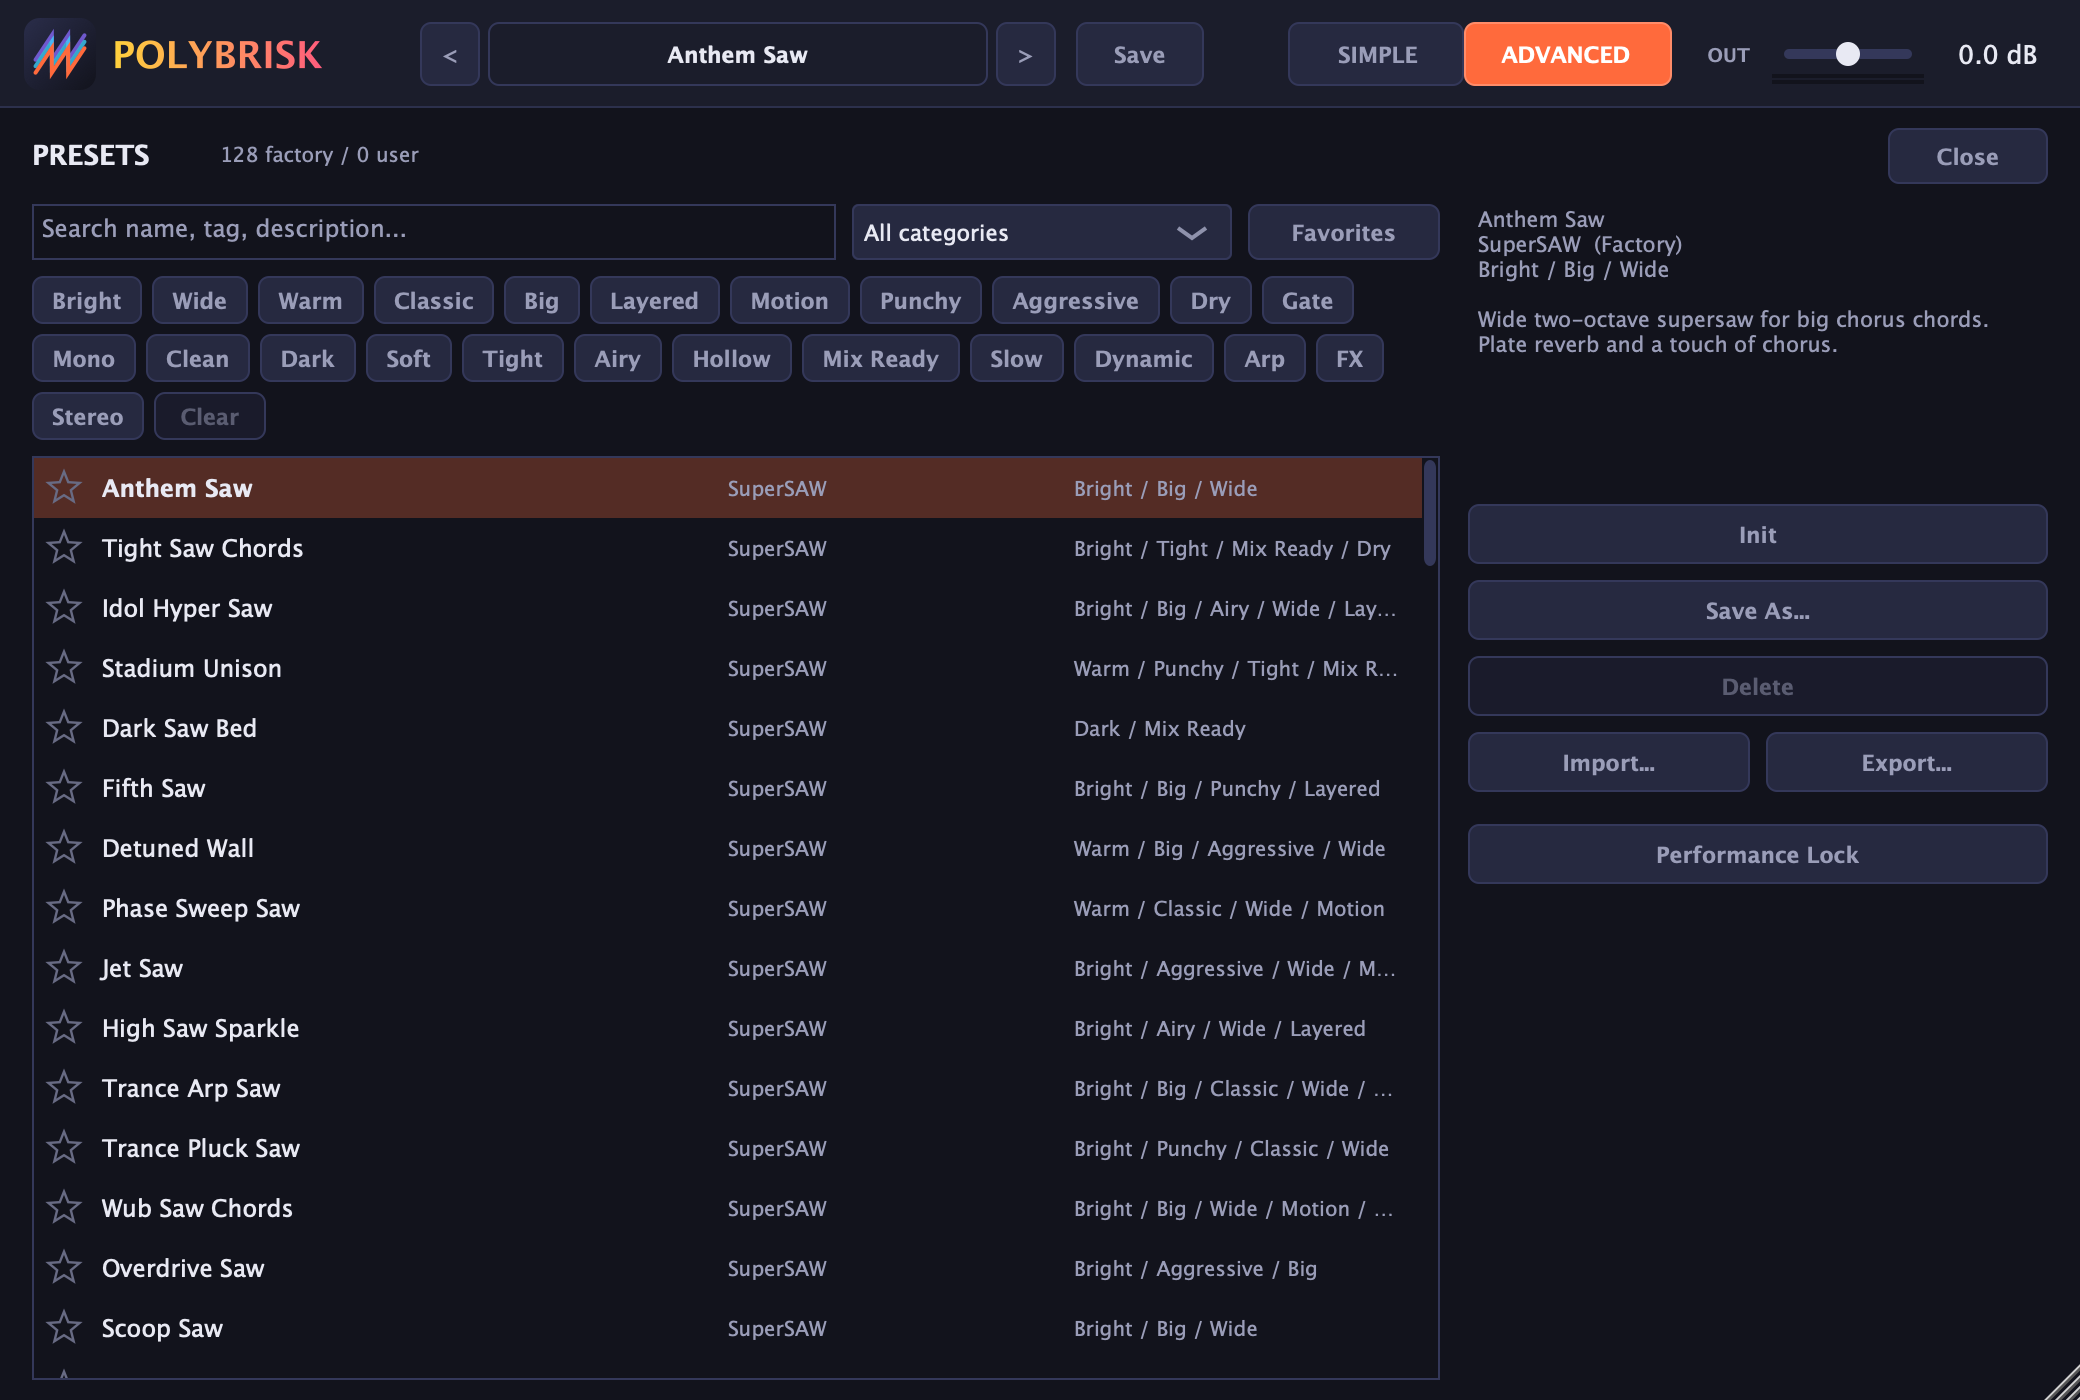 POLYBRISK
< Anthem Saw > Save SIMPLE ADVANCED OUT 0.0 dB
PRESETS 128 factory / 0 user Close
Search name, tag, description... All categories Favorites
Bright Wide Warm Classic Big Layered Motion Punchy Aggressive Dry Gate
Mono Clean Dark Soft Tight Airy Hollow Mix Ready Slow Dynamic Arp FX
Stereo Clear
Anthem Saw SuperSAW Bright / Big / Wide
Tight Saw Chords SuperSAW Bright / Tight / Mix Ready / Dry
Idol Hyper Saw SuperSAW Bright / Big / Airy / Wide / Lay...
Stadium Unison SuperSAW Warm / Punchy / Tight / Mix R...
Dark Saw Bed SuperSAW Dark / Mix Ready
Fifth Saw SuperSAW Bright / Big / Punchy / Layered
Detuned Wall SuperSAW Warm / Big / Aggressive / Wide
Phase Sweep Saw SuperSAW Warm / Classic / Wide / Motion
Jet Saw SuperSAW Bright / Aggressive / Wide / M...
High Saw Sparkle SuperSAW Bright / Airy / Wide / Layered
Trance Arp Saw SuperSAW Bright / Big / Classic / Wide / ...
Trance Pluck Saw SuperSAW Bright / Punchy / Classic / Wide
Wub Saw Chords SuperSAW Bright / Big / Wide / Motion / ...
Overdrive Saw SuperSAW Bright / Aggressive / Big
Scoop Saw SuperSAW Bright / Big / Wide
Anthem Saw
SuperSAW (Factory)
Bright / Big / Wide
Wide two-octave supersaw for big chorus chords.
Plate reverb and a touch of chorus.
Init
Save As...
Delete
Import... Export...
Performance Lock